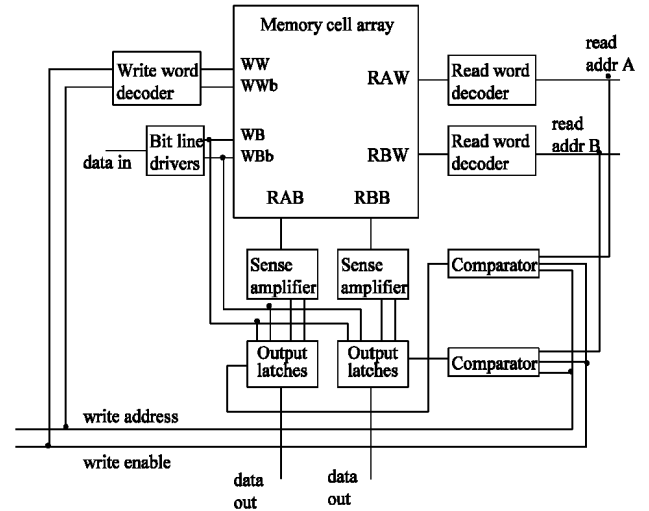 Memory cell array
read
addr A
Write word
decoder
WW
WWb
RAW
Read word
decoder
read
addr B
data in
Bit line
drivers
WB
WBb
RBW
Read word
decoder
RAB
RBB
Sense
amplifier
Sense
amplifier
Comparator
Output
latches
Output
latches
Comparator
write address
write enable
data
out
data
out